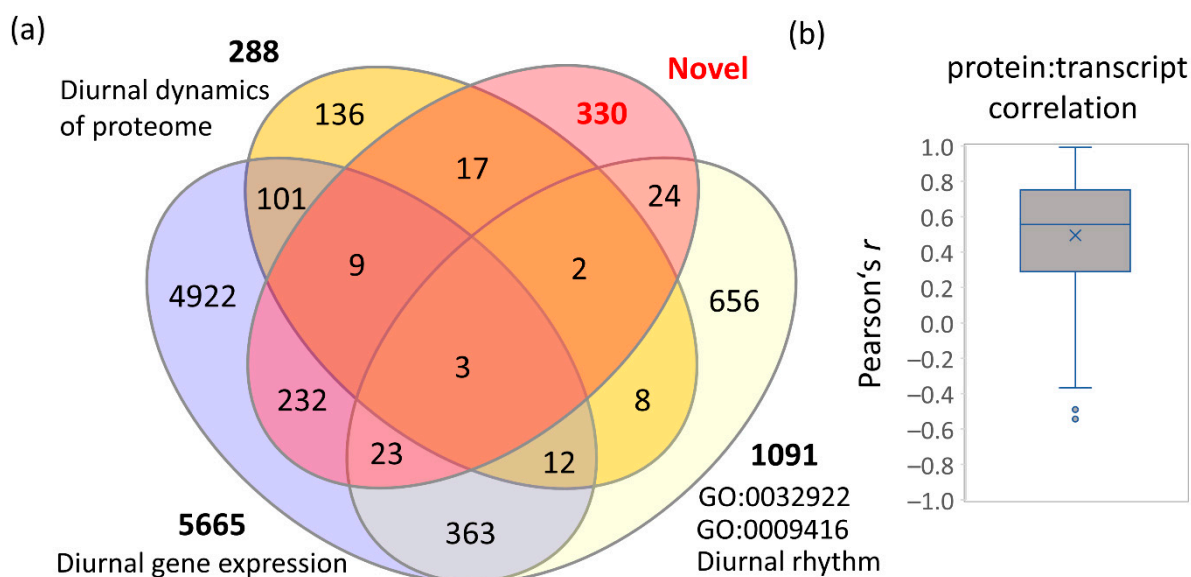 (a)
288
Diurnal dynamics
of proteome
Novel
136
330
17
24
101
9
2
4922
656
3
232
8
23
12
363
5665
Diurnal gene expression
1091
GO:0032922
GO:0009416
Diurnal rhythm
(b)
protein:transcript
correlation
Pearson‘s r
1.0
0.8
0.6
0.4
0.2
0.0
−0.2
−0.4
−0.6
−0.8
−1.0